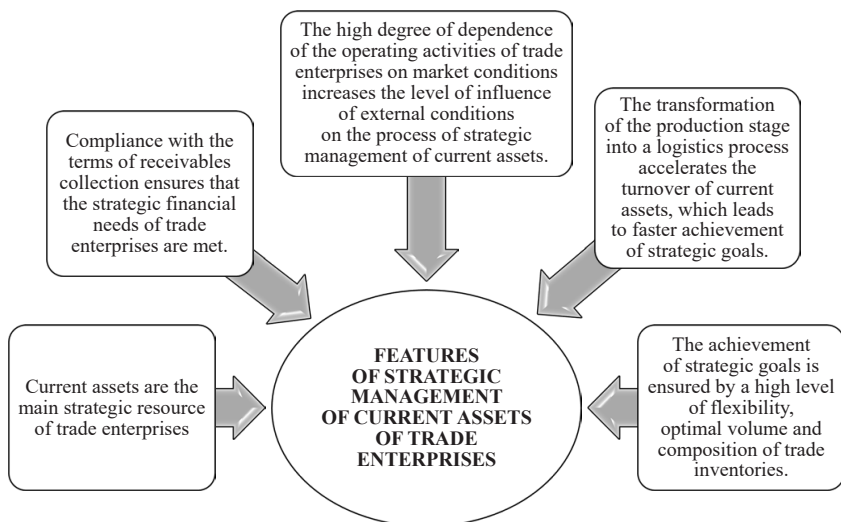 The high degree of dependence
of the operating activities of trade
enterprises on market conditions
increases the level of influence
of external conditions
on the process of strategic
management of current assets.
Compliance with the
terms of receivables
collection ensures that
the strategic financial
needs of trade
enterprises are met.
The transformation
of the production stage
into a logistics process
accelerates the
turnover of current
assets, which leads
to faster achievement
of strategic goals.
Current assets are the
main strategic resource
of trade enterprises
FEATURES
OF STRATEGIC
MANAGEMENT
OF CURRENT ASSETS
OF TRADE
ENTERPRISES
The achievement
of strategic goals is
ensured by a high level
of flexibility,
optimal volume and
composition of trade
inventories.